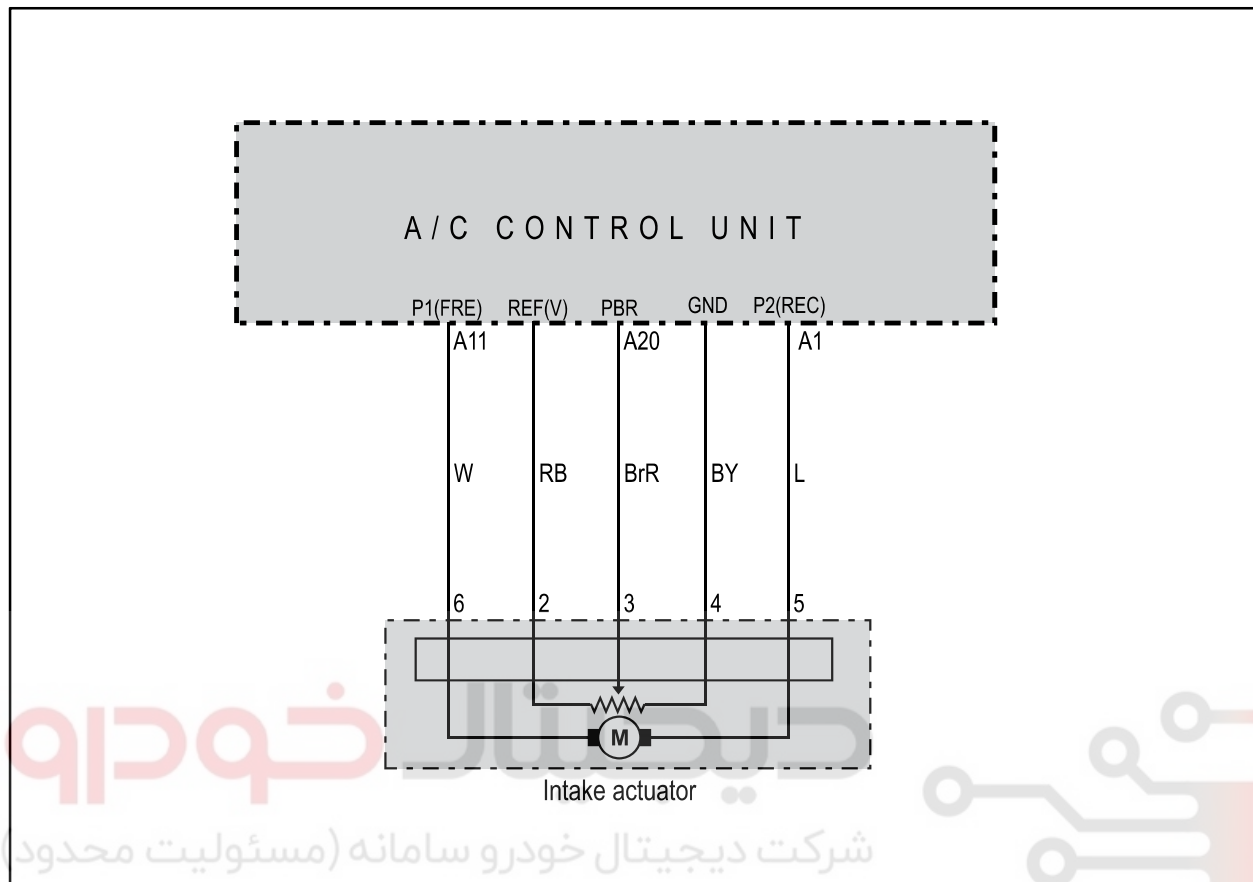 A/C CONTROL UNIT
P1(FRE) REF(V) PBR GND P2(REC)
A11 A20 A1
W RB BrR BY L
6 2 3 4 5
M
Intake actuator
دیجیتال خودرو
شرکت دیجیتال خودرو سامانه (مسئولیت محدود)